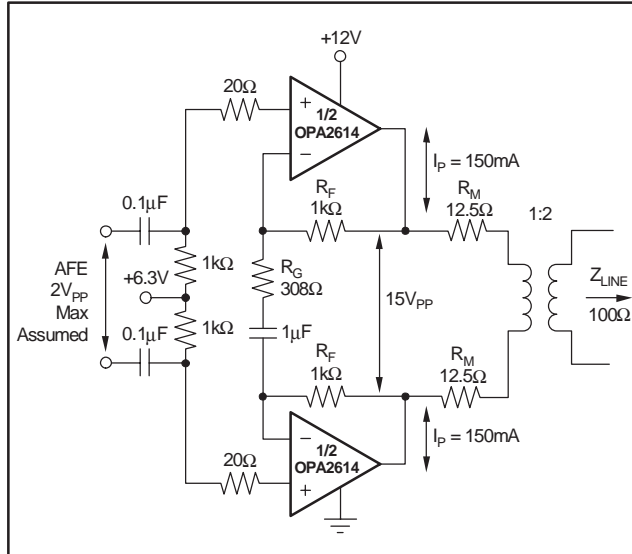 +12V
20Ω
+
1/2
OPA2614
−
I_P = 150mA
R_F
1kΩ
R_M
12.5Ω
1:2
0.1μF
1kΩ
AFE
2V_PP
Max
Assumed
+6.3V
R_G
308Ω
15V_PP
Z_LINE
100Ω
1kΩ
1μF
0.1μF
R_F
1kΩ
R_M
12.5Ω
−
1/2
OPA2614
+
I_P = 150mA
20Ω